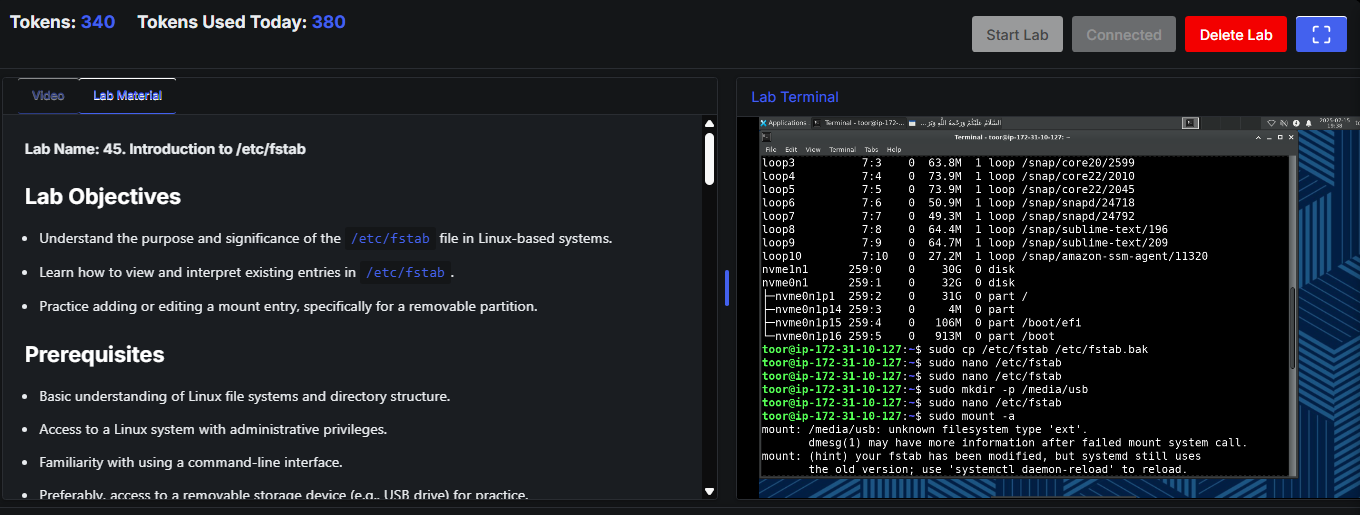 Tokens: 340 Tokens Used Today: 380
Start Lab
Connected
Delete Lab
Video
Lab Material
Lab Name: 45. Introduction to /etc/fstab
Lab Objectives
• Understand the purpose and significance of the /etc/fstab file in Linux-based systems.
• Learn how to view and interpret existing entries in /etc/fstab .
• Practice adding or editing a mount entry, specifically for a removable partition.
Prerequisites
• Basic understanding of Linux file systems and directory structure.
• Access to a Linux system with administrative privileges.
• Familiarity with using a command-line interface.
• Preferably, access to a removable storage device (e.g., USB drive) for practice.
Lab Terminal
Applications
Terminal - toor@ip-172-...
السَّلَامُ عَلَيْكُمْ وَرَحْمَةُ اللَّهِ وَبَر...
2025-07-15
19:38
Terminal - toor@ip-172-31-10-127: ~
File Edit View Terminal Tabs Help
loop3 7:3 0 63.8M 1 loop /snap/core20/2599
loop4 7:4 0 73.9M 1 loop /snap/core22/2010
loop5 7:5 0 73.9M 1 loop /snap/core22/2045
loop6 7:6 0 50.9M 1 loop /snap/snapd/24718
loop7 7:7 0 49.3M 1 loop /snap/snapd/24792
loop8 7:8 0 64.4M 1 loop /snap/sublime-text/196
loop9 7:9 0 64.7M 1 loop /snap/sublime-text/209
loop10 7:10 0 27.2M 1 loop /snap/amazon-ssm-agent/11320
nvme1n1 259:0 0 30G 0 disk
nvme0n1 259:1 0 32G 0 disk
├─nvme0n1p1 259:2 0 31G 0 part /
├─nvme0n1p14 259:3 0 4M 0 part
├─nvme0n1p15 259:4 0 106M 0 part /boot/efi
└─nvme0n1p16 259:5 0 913M 0 part /boot
toor@ip-172-31-10-127:~$ sudo cp /etc/fstab /etc/fstab.bak
toor@ip-172-31-10-127:~$ sudo nano /etc/fstab
toor@ip-172-31-10-127:~$ sudo nano /etc/fstab
toor@ip-172-31-10-127:~$ sudo mkdir -p /media/usb
toor@ip-172-31-10-127:~$ sudo nano /etc/fstab
toor@ip-172-31-10-127:~$ sudo mount -a
mount: /media/usb: unknown filesystem type 'ext'.
dmesg(1) may have more information after failed mount system call.
mount: (hint) your fstab has been modified, but systemd still uses
the old version; use 'systemctl daemon-reload' to reload.